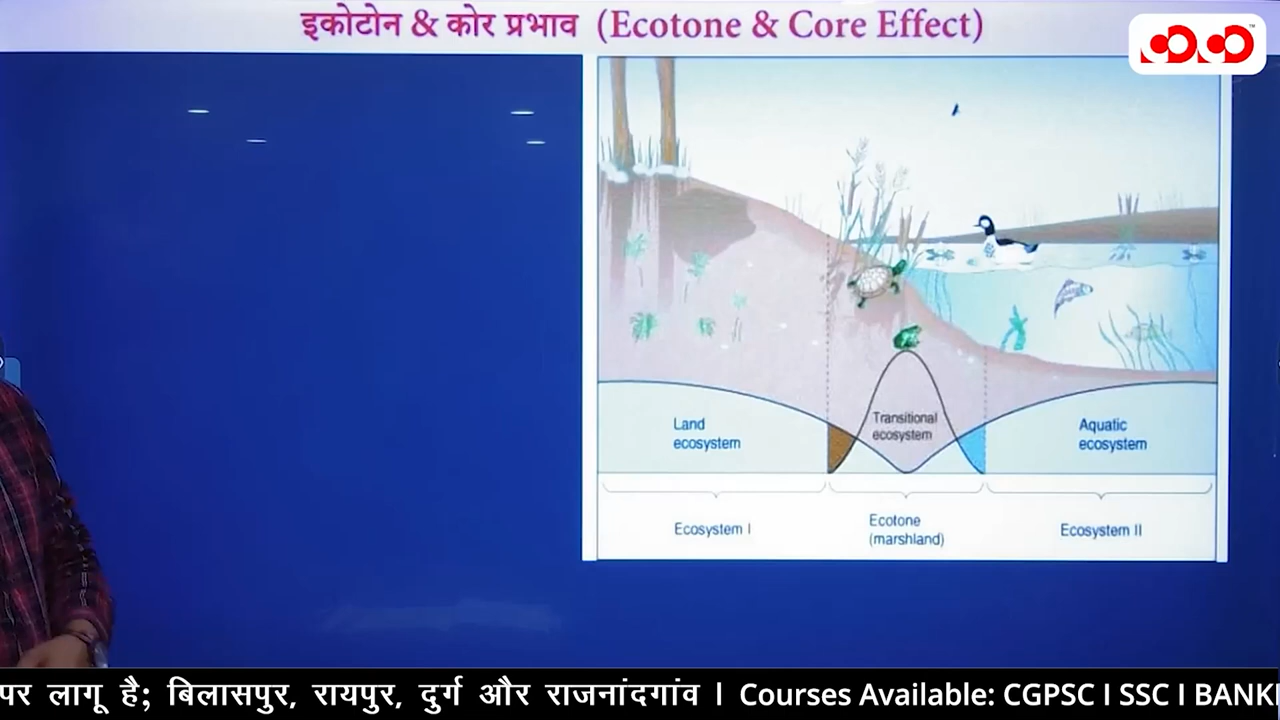 इकोटोन & कोर प्रभाव (Ecotone & Core Effect)
Land
ecosystem
Transitional
ecosystem
Aquatic
ecosystem
Ecosystem I
Ecotone
(marshland)
Ecosystem II
पर लागू है; बिलासपुर, रायपुर, दुर्ग और राजनांदगांव I Courses Available: CGPSC I SSC I BANK